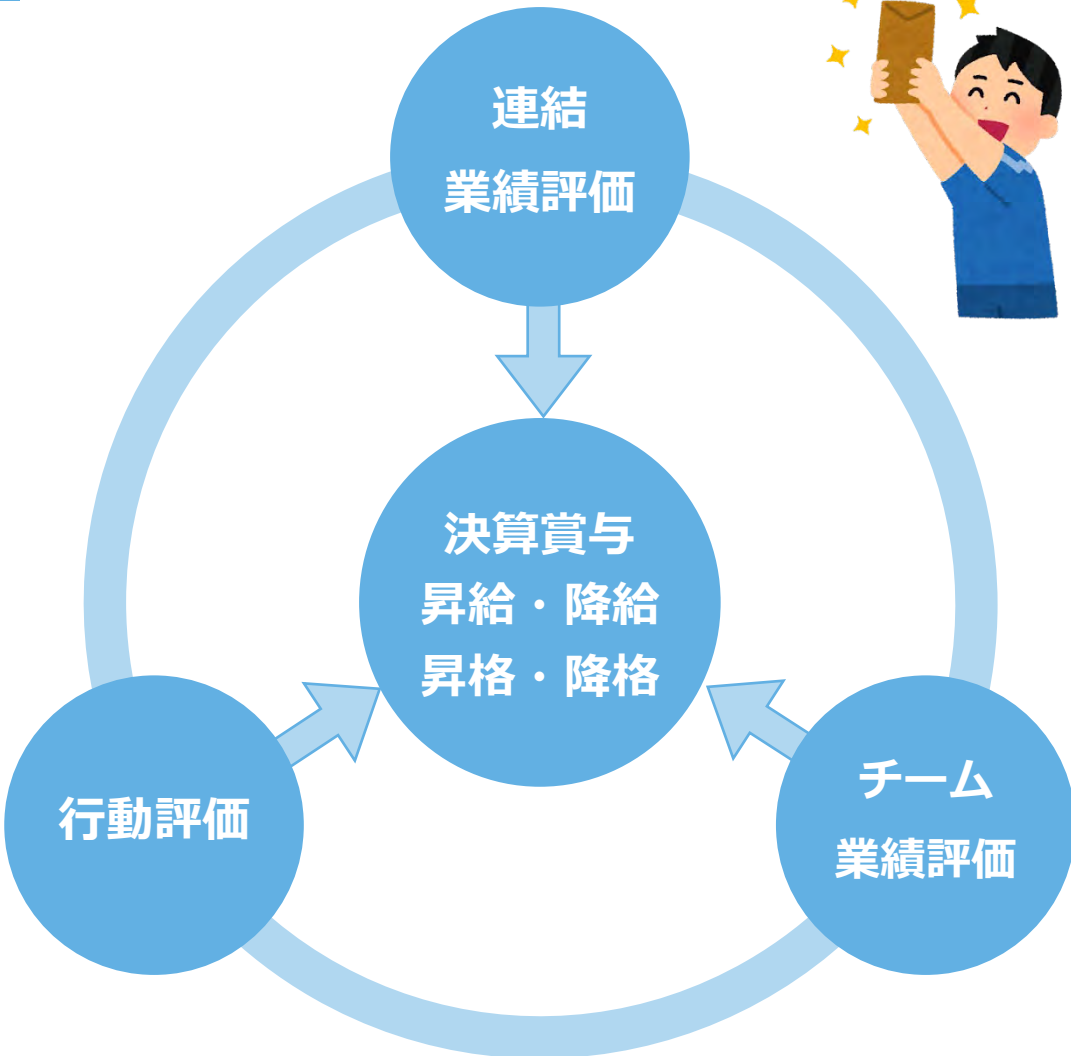 連結
業績評価
決算賞与
昇給・降給
昇格・降格
行動評価
チーム
業績評価